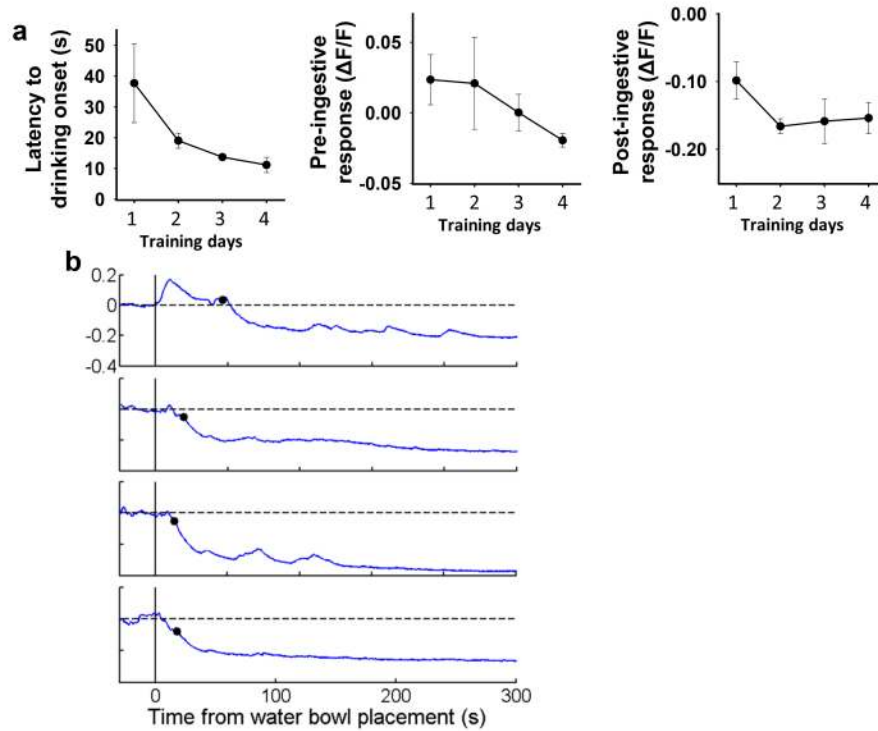 a
Latency to
drinking onset (s)
50
40
30
20
10
0
1 2 3 4
Training days
Pre-ingestive
response (ΔF/F)
0.05
0.00
-0.05
1 2 3 4
Training days
Post-ingestive
response (ΔF/F)
0.00
-0.10
-0.20
1 2 3 4
Training days
b
0.2
0
-0.2
-0.4
0 100 200 300
Time from water bowl placement (s)